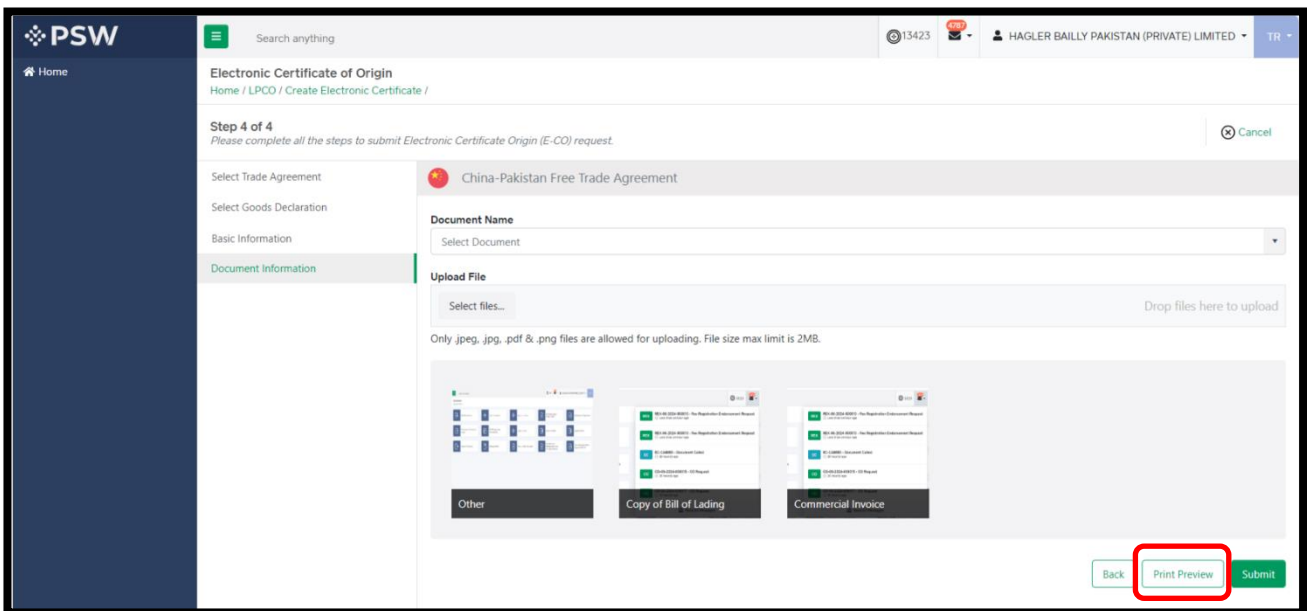 PSW
Search anything
13423
4787
HAGLER BAILLY PAKISTAN (PRIVATE) LIMITED
TR
Home
Electronic Certificate of Origin
Home / LPCO / Create Electronic Certificate /
Step 4 of 4
Please complete all the steps to submit Electronic Certificate Origin (E-CO) request.
Cancel
Select Trade Agreement
Select Goods Declaration
Basic Information
Document Information
China-Pakistan Free Trade Agreement
Document Name
Select Document
Upload File
Select files...
Drop files here to upload
Only .jpeg, .jpg, .pdf & .png files are allowed for uploading. File size max limit is 2MB.
Other
Copy of Bill of Lading
Commercial Invoice
Back
Print Preview
Submit